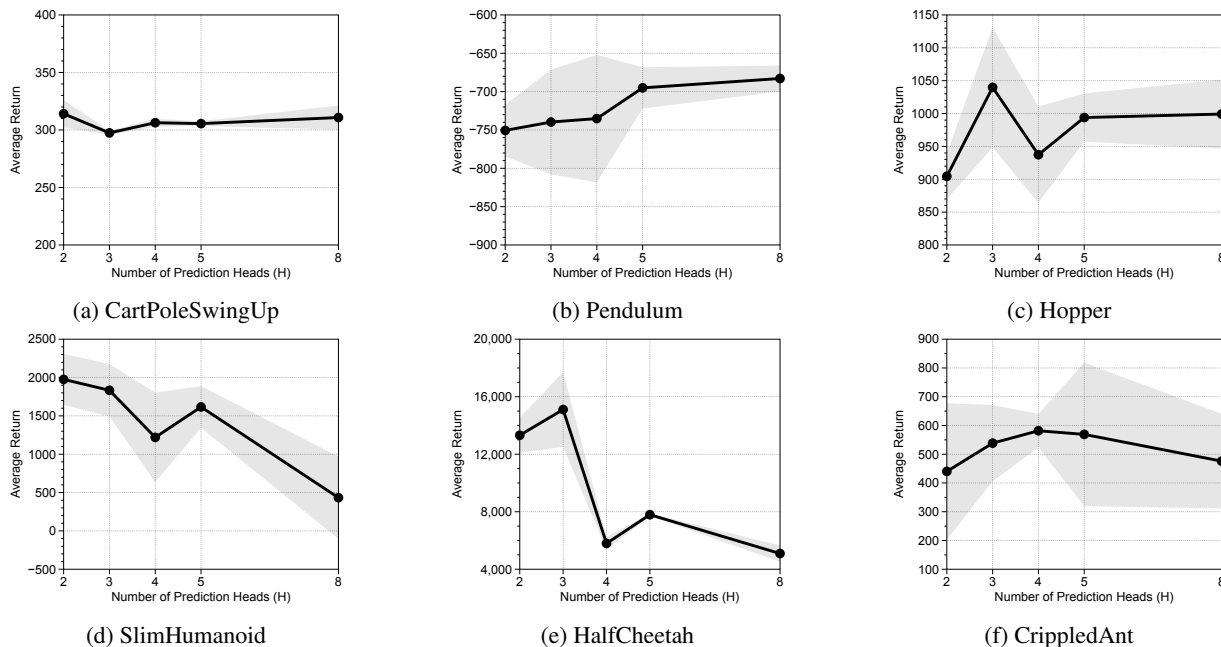 400
350
300
250
200
Average Return
2 3 4 5 8
Number of Prediction Heads (H)
(a) CartPoleSwingUp
−600
−650
−700
−750
−800
−850
−900
Average Return
2 3 4 5 8
Number of Prediction Heads (H)
(b) Pendulum
1150
1100
1050
1000
950
900
850
800
Average Return
2 3 4 5 8
Number of Prediction Heads (H)
(c) Hopper
2500
2000
1500
1000
500
0
−500
Average Return
2 3 4 5 8
Number of Prediction Heads (H)
(d) SlimHumanoid
20,000
16,000
12,000
8,000
4,000
Average Return
2 3 4 5 8
Number of Prediction Heads (H)
(e) HalfCheetah
900
800
700
600
500
400
300
200
100
Average Return
2 3 4 5 8
Number of Prediction Heads (H)
(f) CrippledAnt